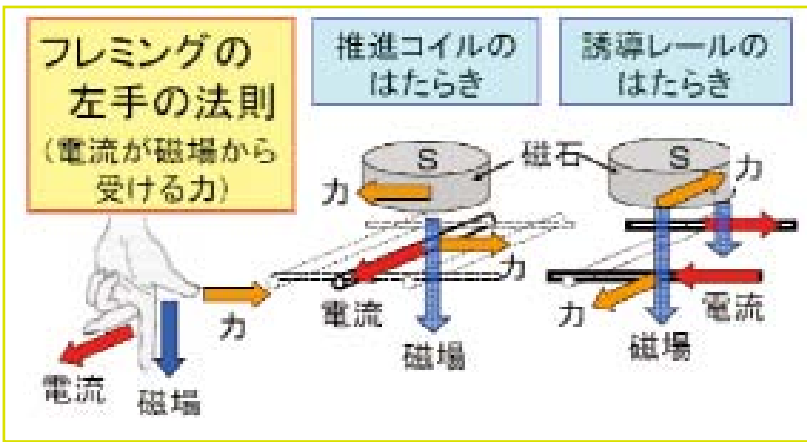 フレミングの
左手の法則
(電流が磁場から
受ける力)
力
電流
磁場
推進コイルの
はたらき
S
磁石
力
力
電流
磁場
誘導レールの
はたらき
S
力
力
電流
磁場